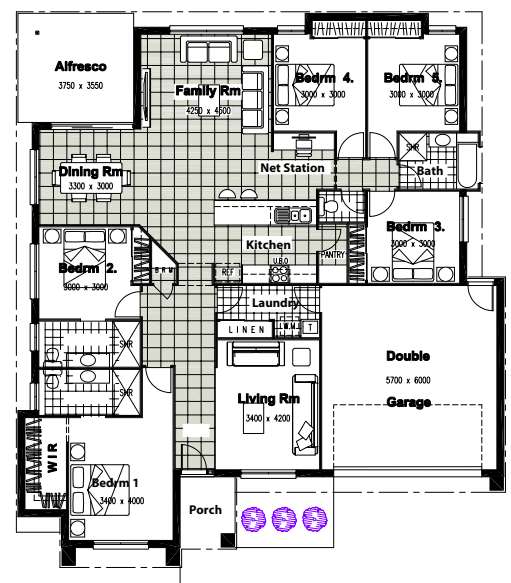 Alfresco
3750 x 3550
Family Rm
4250 x 4500
Bedrm 4.
3000 x 3000
Bedrm 5.
3000 x 3000
SHR
Bath
Net Station
Dining Rm
3300 x 3000
Bedrm 3.
3000 x 3000
Kitchen
U.B.O
PANTRY
REF
B R M
Bedrm 2.
3000 x 3000
Laundry
LINEN
W.M.
T
SHR
SHR
Double
5700 x 6000
Garage
Living Rm
3400 x 4200
WIR
Bedrm 1
3400 x 4000
Porch